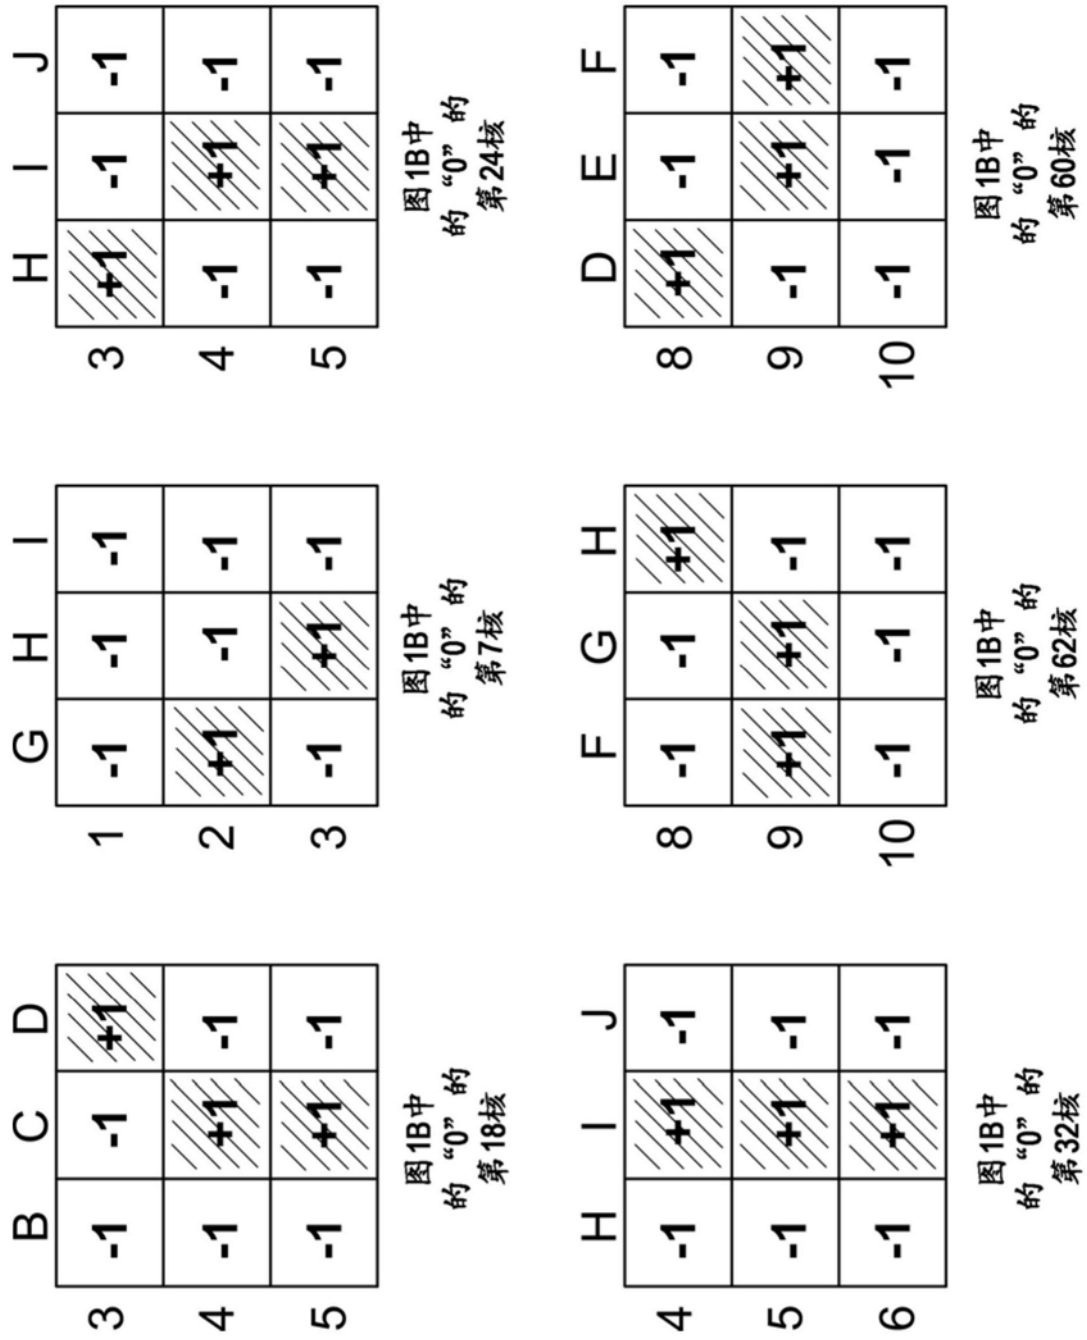 B C D
3 -1 -1 +1
4 -1 +1 -1
5 -1 +1 -1
图1B中
的 “0” 的
第18核
G H I
1 -1 -1 -1
2 +1 -1 -1
3 -1 +1 -1
图1B中
的 “0” 的
第7核
H I J
3 +1 -1 -1
4 -1 +1 -1
5 -1 +1 -1
图1B中
的 “0” 的
第24核
H I J
4 -1 +1 -1
5 -1 +1 -1
6 -1 +1 -1
图1B中
的 “0” 的
第32核
F G H
8 -1 -1 +1
9 +1 +1 -1
10 -1 -1 -1
图1B中
的 “0” 的
第62核
D E F
8 +1 -1 -1
9 -1 +1 +1
10 -1 -1 -1
图1B中
的 “0” 的
第60核